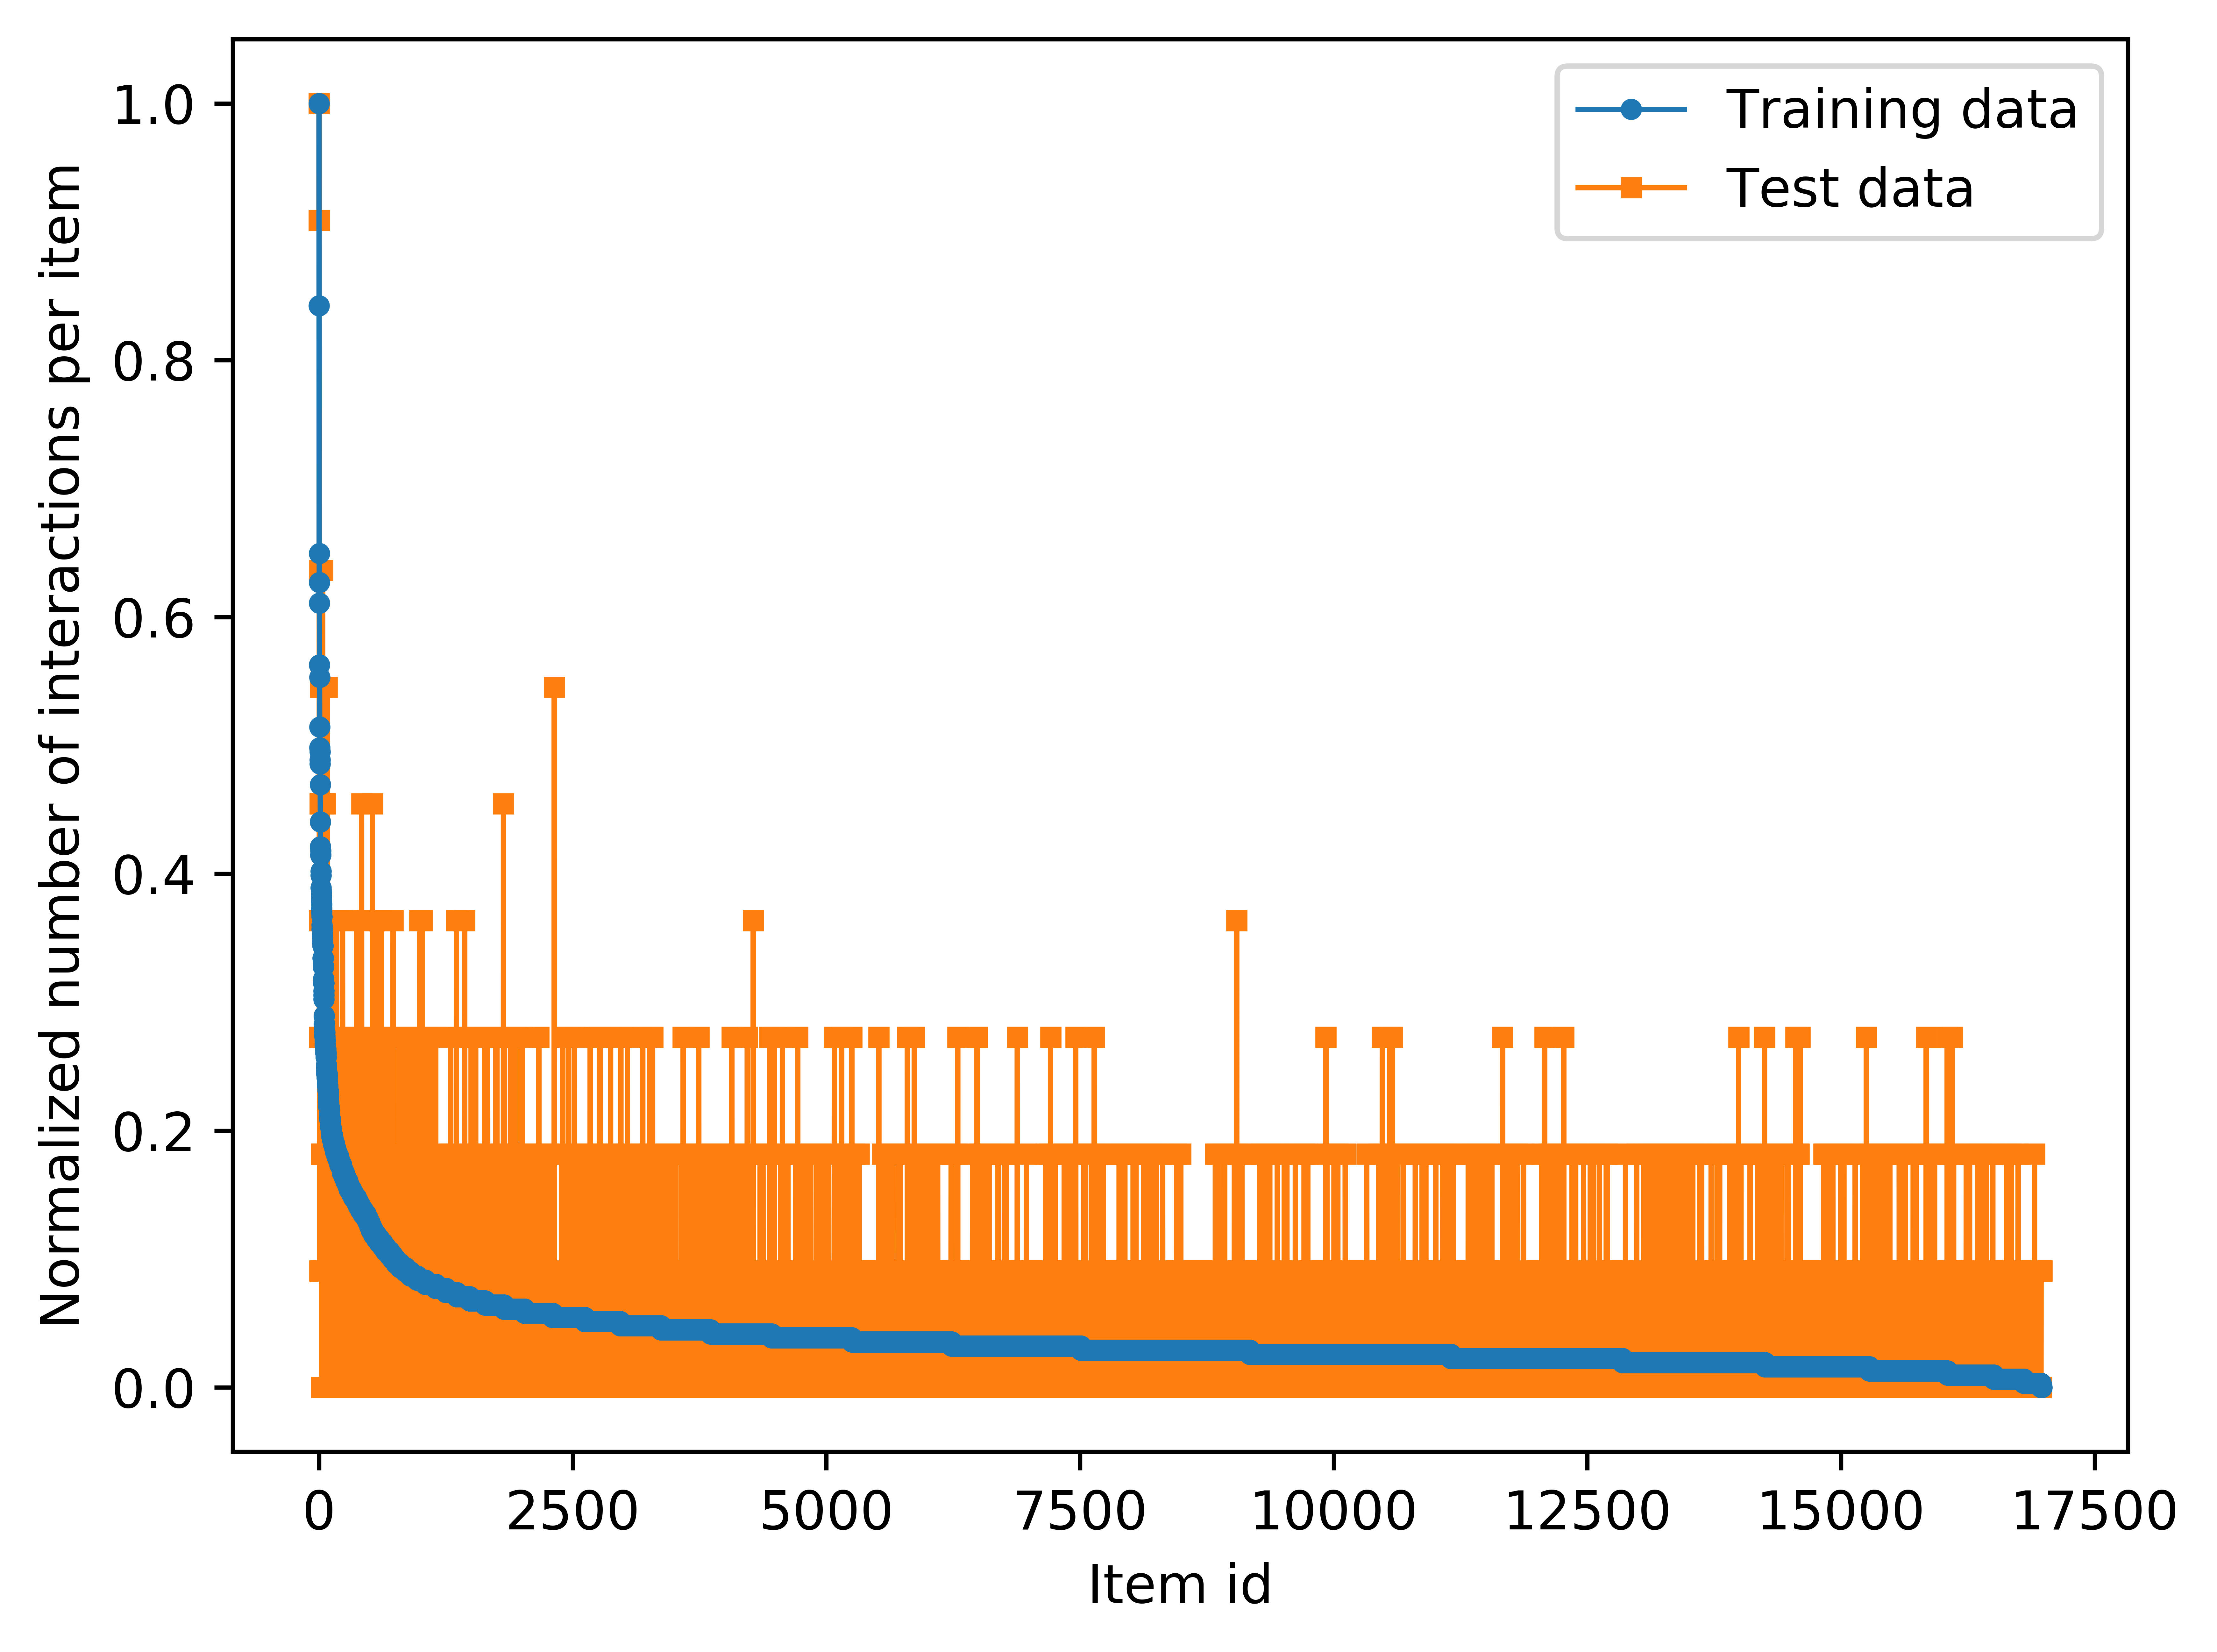 Training data
Test data
Normalized number of interactions per item
1.0
0.8
0.6
0.4
0.2
0.0
0 2500 5000 7500 10000 12500 15000 17500
Item id